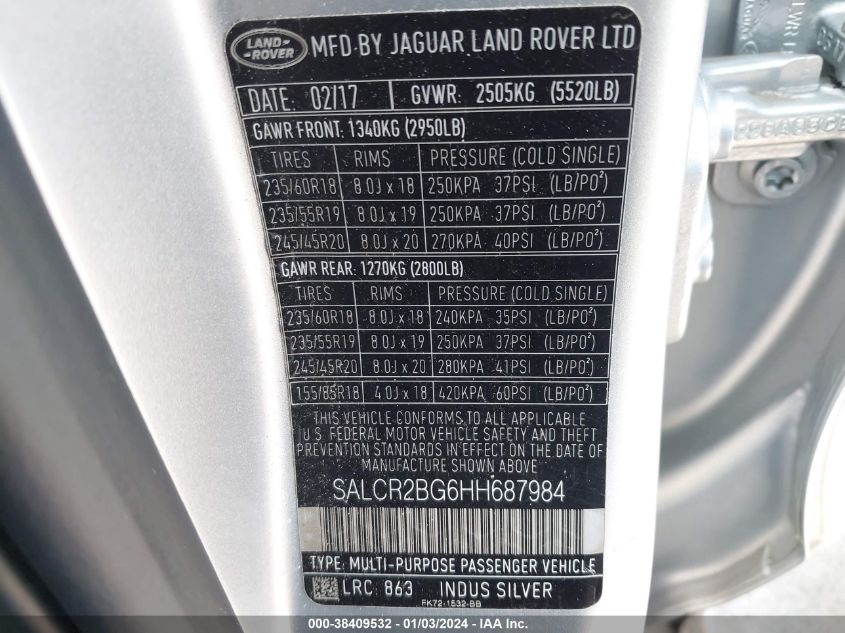 LAND ROVER MFD BY JAGUAR LAND ROVER LTD
DATE: 02/17 GVWR: 2505KG (5520LB)
GAWR FRONT: 1340KG (2950LB)
TIRES RIMS PRESSURE (COLD SINGLE)
235/60R18 8.0J x 18 250KPA 37PSI (LB/PO²)
235/55R19 8.0J x 19 250KPA 37PSI (LB/PO²)
245/45R20 8.0J x 20 270KPA 40PSI (LB/PO²)
GAWR REAR: 1270KG (2800LB)
TIRES RIMS PRESSURE (COLD SINGLE)
235/60R18 8.0J x 18 240KPA 35PSI (LB/PO²)
235/55R19 8.0J x 19 250KPA 37PSI (LB/PO²)
245/45R20 8.0J x 20 280KPA 41PSI (LB/PO²)
155/85R18 4.0J x 18 420KPA 60PSI (LB/PO²)
THIS VEHICLE CONFORMS TO ALL APPLICABLE
U.S. FEDERAL MOTOR VEHICLE SAFETY AND THEFT
PREVENTION STANDARDS IN EFFECT ON THE DATE OF
MANUFACTURE SHOWN ABOVE
SALCR2BG6HH687984
TYPE: MULTI-PURPOSE PASSENGER VEHICLE
LRC 863 INDUS SILVER
FK72-1532-BB
000-38409532 - 01/03/2024 - IAA Inc.